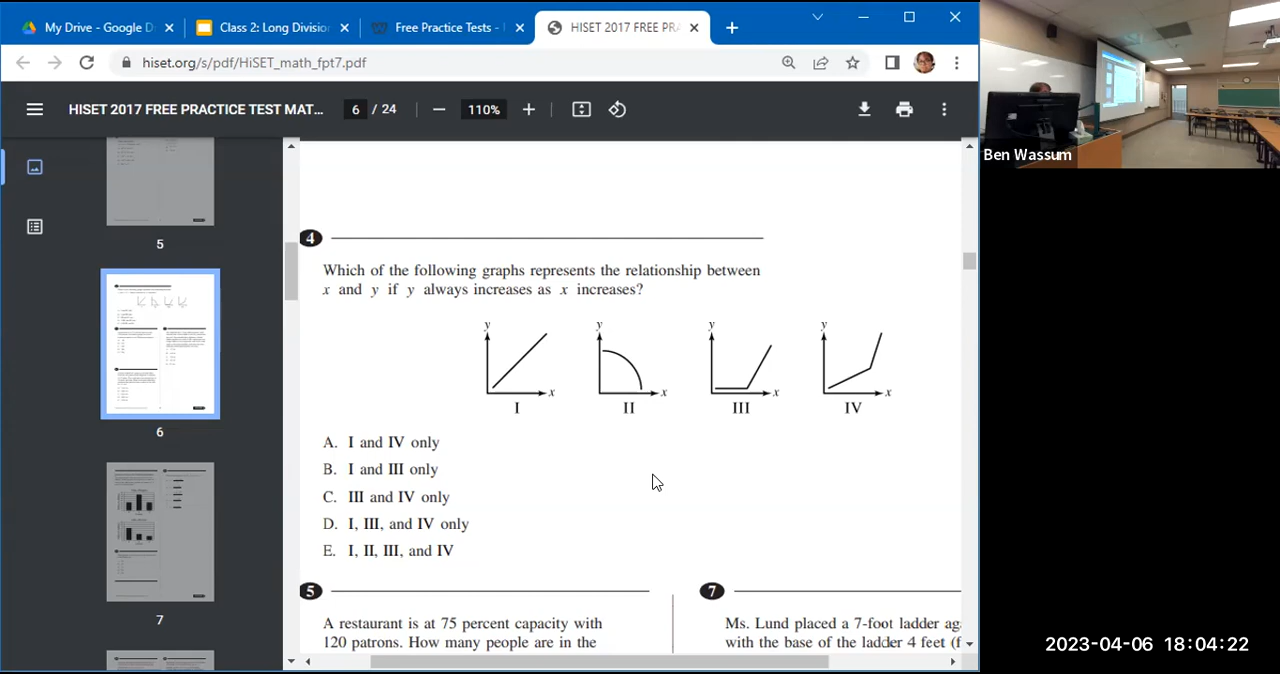 My Drive - Google D
Class 2: Long Divisio
Free Practice Tests -
HISET 2017 FREE PRA
hiset.org/s/pdf/HiSET_math_fpt7.pdf
HISET 2017 FREE PRACTICE TEST MAT...
6 / 24
110%
Ben Wassum
5
6
7
4
Which of the following graphs represents the relationship between
x and y if y always increases as x increases?
y y y y
x x x x
I II III IV
A. I and IV only
B. I and III only
C. III and IV only
D. I, III, and IV only
E. I, II, III, and IV
5
A restaurant is at 75 percent capacity with
120 patrons. How many people are in the
7
Ms. Lund placed a 7-foot ladder ag
with the base of the ladder 4 feet (f
2023-04-06 18:04:22